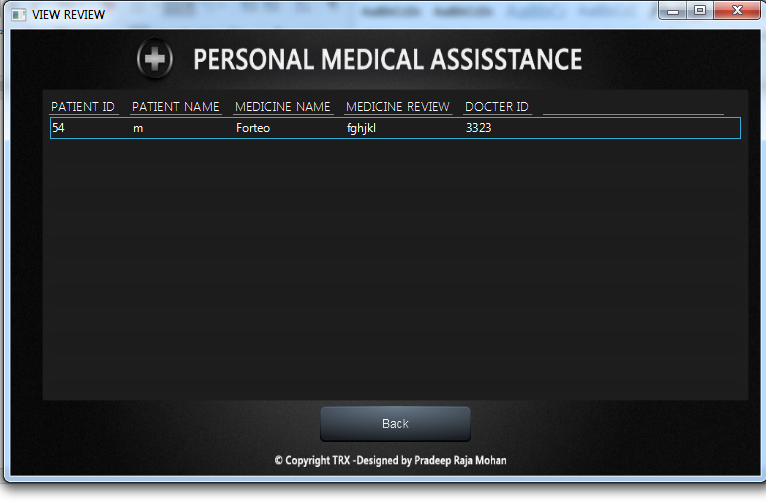 VIEW REVIEW
PERSONAL MEDICAL ASSISSTANCE
PATIENT ID PATIENT NAME MEDICINE NAME MEDICINE REVIEW DOCTER ID
54 m Forteo fghjkl 3323
Back
© Copyright TRX -Designed by Pradeep Raja Mohan